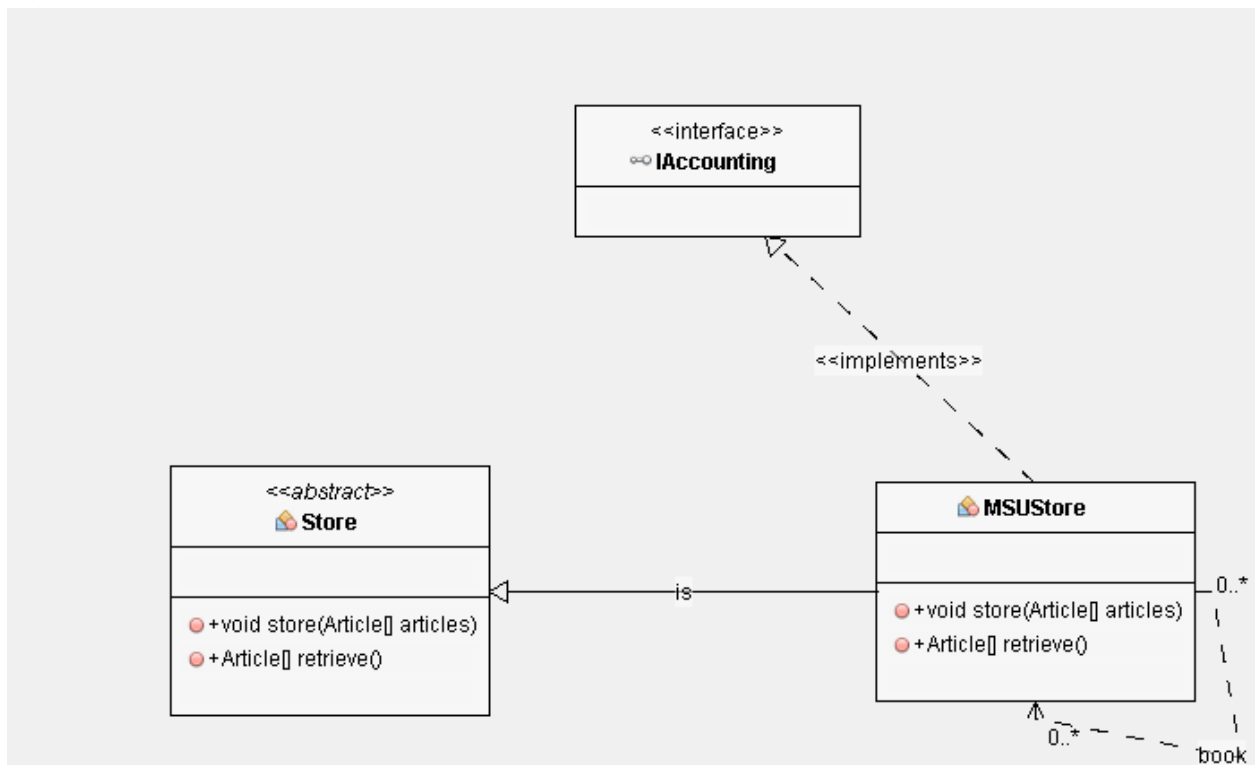 <<interface>>
IAccounting
<<implements>>
<<abstract>>
Store
+void store(Article[] articles)
+Article[] retrieve()
is
MSUStore
+void store(Article[] articles)
+Article[] retrieve()
0..*
0..*
book